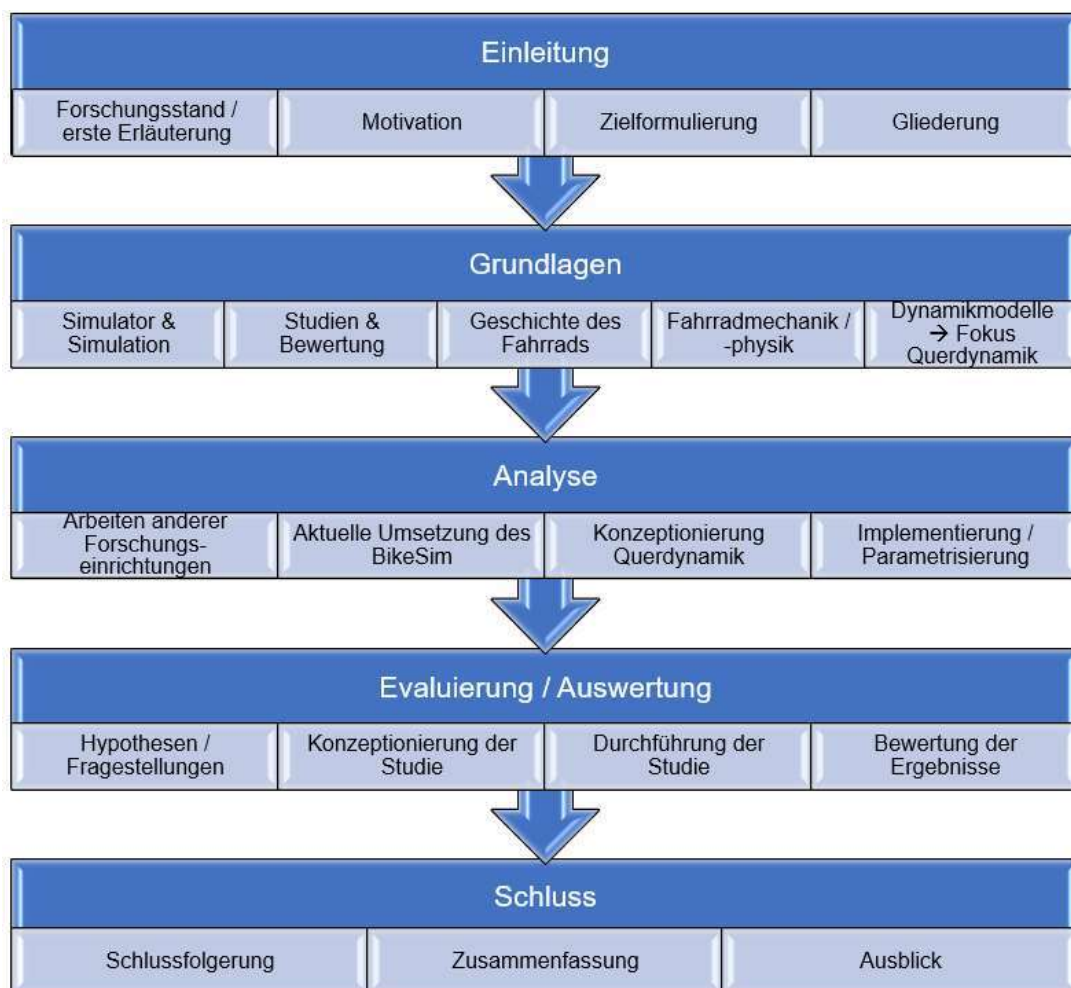 Einleitung
Forschungsstand /
erste Erläuterung
Motivation
Zielformulierung
Gliederung
Grundlagen
Simulator &
Simulation
Studien &
Bewertung
Geschichte des
Fahrrads
Fahrradmechanik /
-physik
Dynamikmodelle
→ Fokus
Querdynamik
Analyse
Arbeiten anderer
Forschungs-
einrichtungen
Aktuelle Umsetzung des
BikeSim
Konzeptionierung
Querdynamik
Implementierung /
Parametrisierung
Evaluierung / Auswertung
Hypothesen /
Fragestellungen
Konzeptionierung der
Studie
Durchführung der
Studie
Bewertung der
Ergebnisse
Schluss
Schlussfolgerung
Zusammenfassung
Ausblick